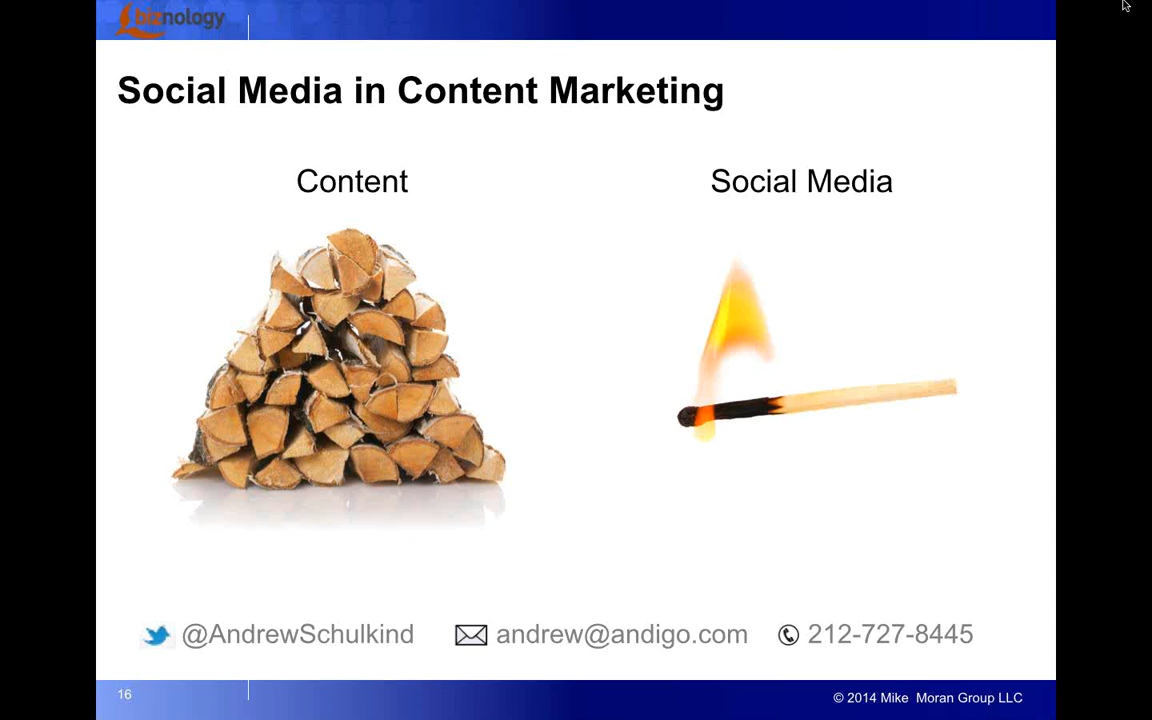 biznology
Social Media in Content Marketing
Content
Social Media
@AndrewSchulkind
andrew@andigo.com
212-727-8445
16
© 2014 Mike Moran Group LLC